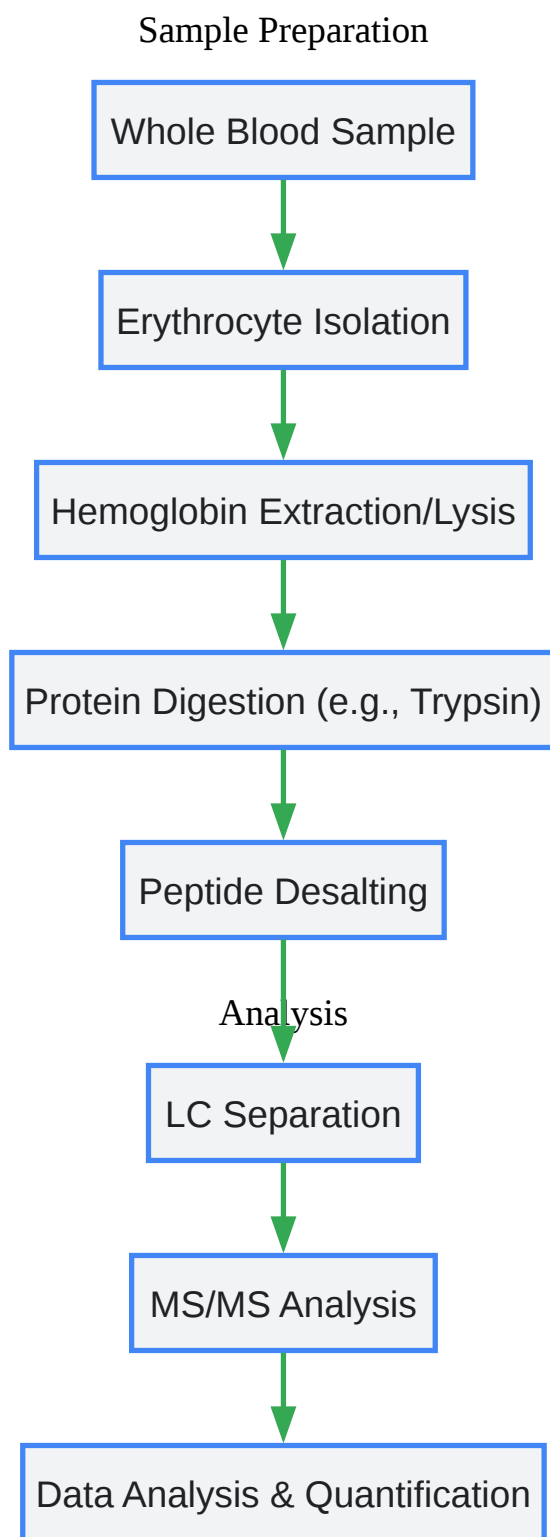 Sample Preparation
Whole Blood Sample
Erythrocyte Isolation
Hemoglobin Extraction/Lysis
Protein Digestion (e.g., Trypsin)
Peptide Desalting
Analysis
LC Separation
MS/MS Analysis
Data Analysis & Quantification